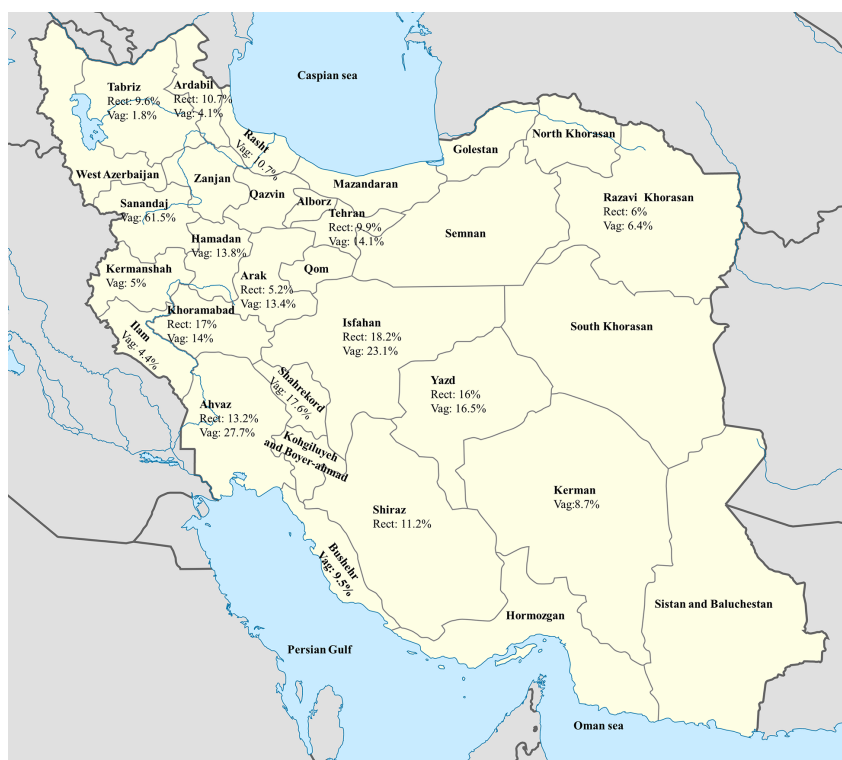 Caspian sea
Tabriz
Rect: 9.6%
Vag: 1.8%
Ardabil
Rect: 10.7%
Vag: 4.1%
Rasht
Vag: 10.7%
Golestan
North Khorasan
West Azerbaijan
Zanjan
Qazvin
Mazandaran
Alborz
Sanandaj
Vag: 61.5%
Tehran
Rect: 9.9%
Vag: 14.1%
Razavi Khorasan
Rect: 6%
Vag: 6.4%
Semnan
Hamadan
Vag: 13.8%
Kermanshah
Vag: 5%
Arak
Rect: 5.2%
Vag: 13.4%
Qom
Khoramabad
Rect: 17%
Vag: 14%
Ilam
Vag: 4.4%
Isfahan
Rect: 18.2%
Vag: 23.1%
South Khorasan
Shahrekord
Vag: 17.6%
Yazd
Rect: 16%
Vag: 16.5%
Ahvaz
Rect: 13.2%
Vag: 27.7%
Kohgiluyeh
and Boyer-ahmad
Shiraz
Rect: 11.2%
Kerman
Vag:8.7%
Bushehr
Vag: 9.5%
Hormozgan
Sistan and Baluchestan
Persian Gulf
Oman sea